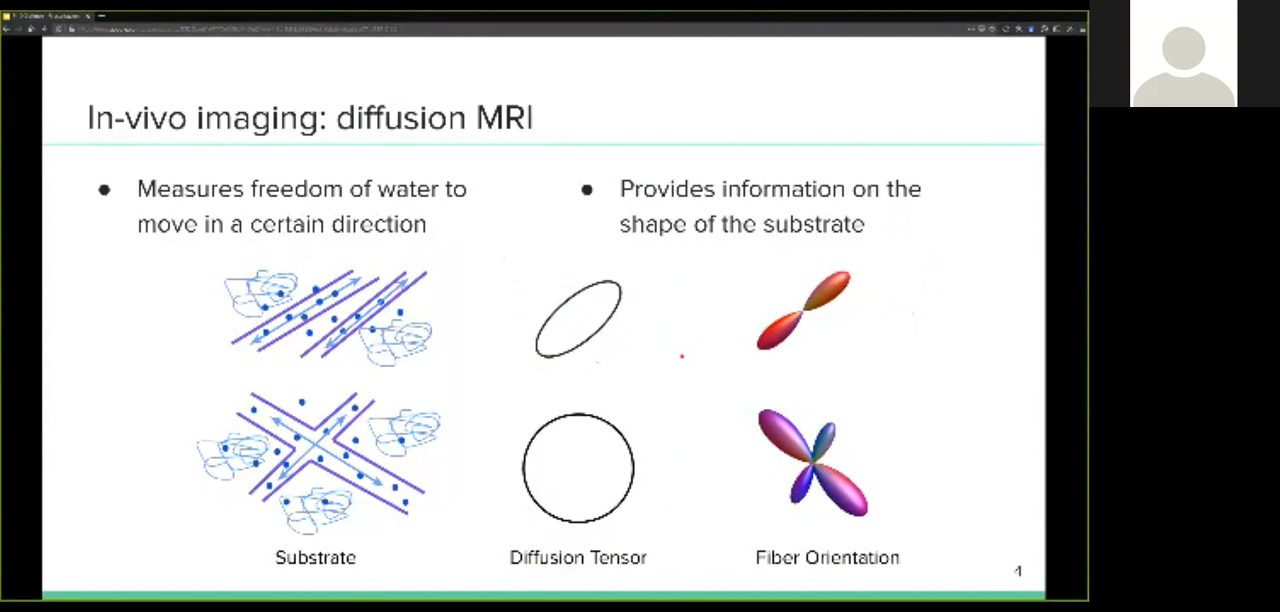 In-vivo imaging: diffusion MRI
● Measures freedom of water to
move in a certain direction
● Provides information on the
shape of the substrate
Substrate
Diffusion Tensor
Fiber Orientation
4